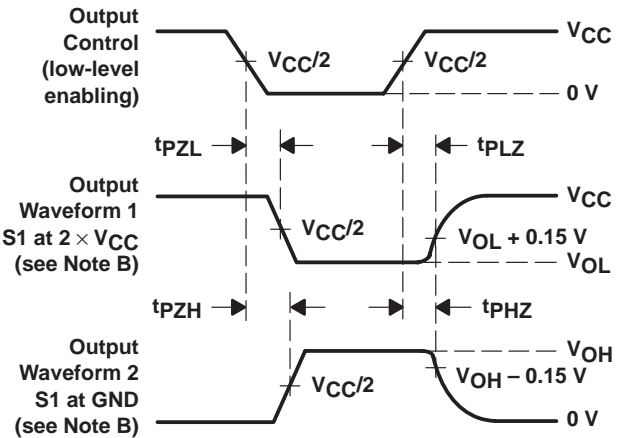 Output
Control
(low-level
enabling)
VCC
VCC/2
VCC/2
0 V
tPZL
tPLZ
Output
Waveform 1
S1 at 2 × VCC
(see Note B)
VCC
VCC/2
VOL + 0.15 V
VOL
tPZH
tPHZ
Output
Waveform 2
S1 at GND
(see Note B)
VOH
VOH – 0.15 V
VCC/2
0 V